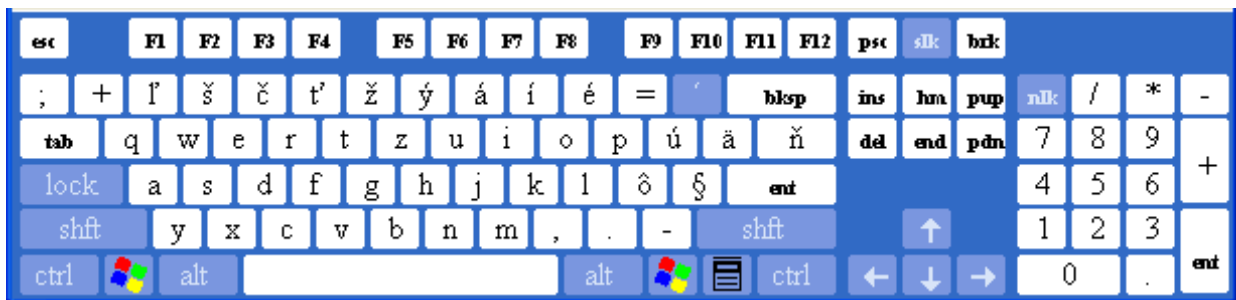 esc F1 F2 F3 F4 F5 F6 F7 F8 F9 F10 F11 F12 psc slk brk
; + ľ š č ť ž ý á í é = ´ bksp ins hm pup nlk / * -
tab q w e r t z u i o p ú ä ň del end pdn 7 8 9 +
lock a s d f g h j k l ô § ent 4 5 6
shft y x c v b n m , . - shft ↑ 1 2 3 ent
ctrl alt alt ctrl ← ↓ → 0 .